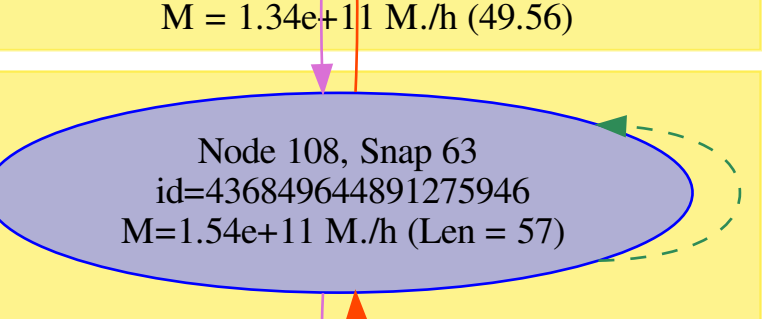 M = 1.34e+11 M./h (49.56)
Node 108, Snap 63
id=436849644891275946
M=1.54e+11 M./h (Len = 57)